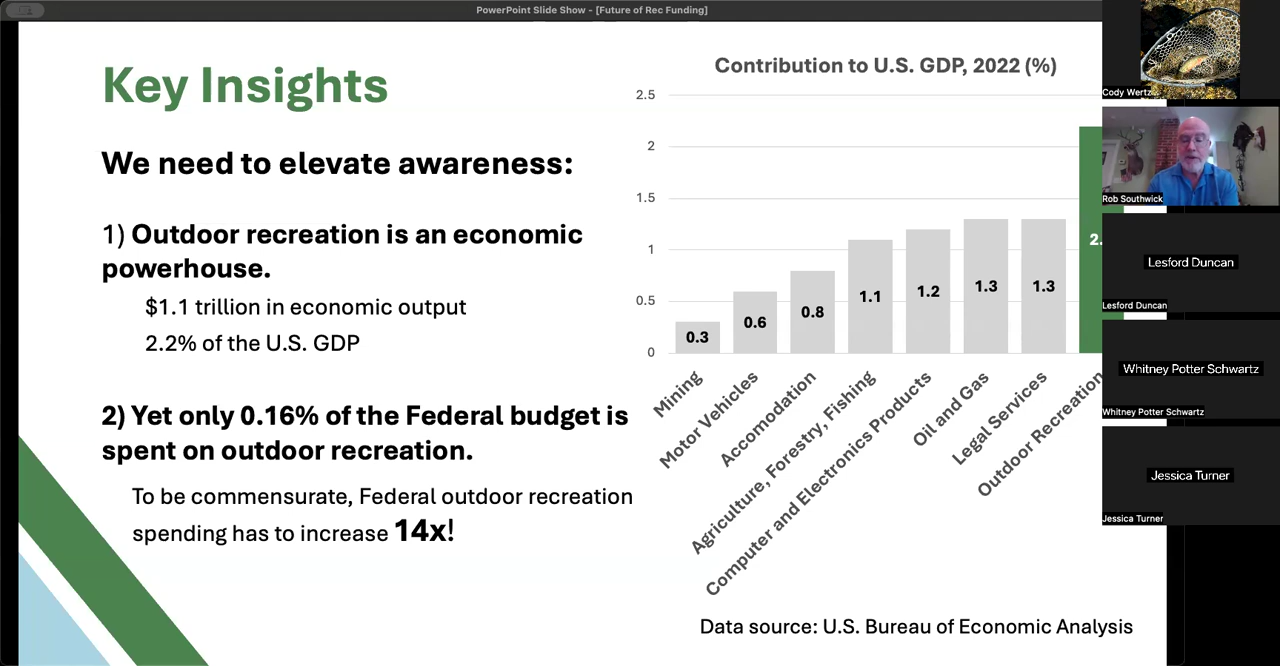 PowerPoint Slide Show - [Future of Rec Funding]
Key Insights
We need to elevate awareness:
1) Outdoor recreation is an economic
powerhouse.
$1.1 trillion in economic output
2.2% of the U.S. GDP
2) Yet only 0.16% of the Federal budget is
spent on outdoor recreation.
To be commensurate, Federal outdoor recreation
spending has to increase 14x!
Contribution to U.S. GDP, 2022 (%)
2.5
2
1.5
1
0.5
0
0.3
0.6
0.8
1.1
1.2
1.3
1.3
2.
Mining
Motor Vehicles
Accomodation
Agriculture, Forestry, Fishing
Computer and Electronics Products
Oil and Gas
Legal Services
Outdoor Recreation
Data source: U.S. Bureau of Economic Analysis
Cody Wertz
Rob Southwick
Lesford Duncan
Lesford Duncan
Whitney Potter Schwartz
Whitney Potter Schwartz
Jessica Turner
Jessica Turner